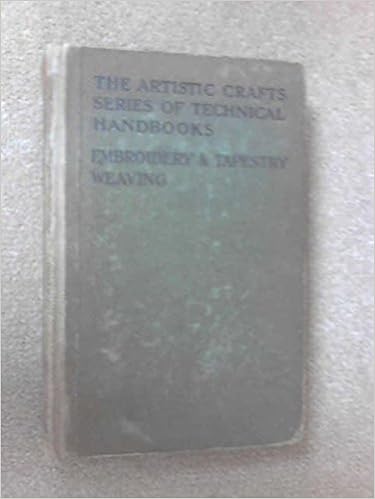 THE ARTISTIC CRAFTS
SERIES OF TECHNICAL
HANDBOOKS
EMBROIDERY & TAPESTRY
WEAVING